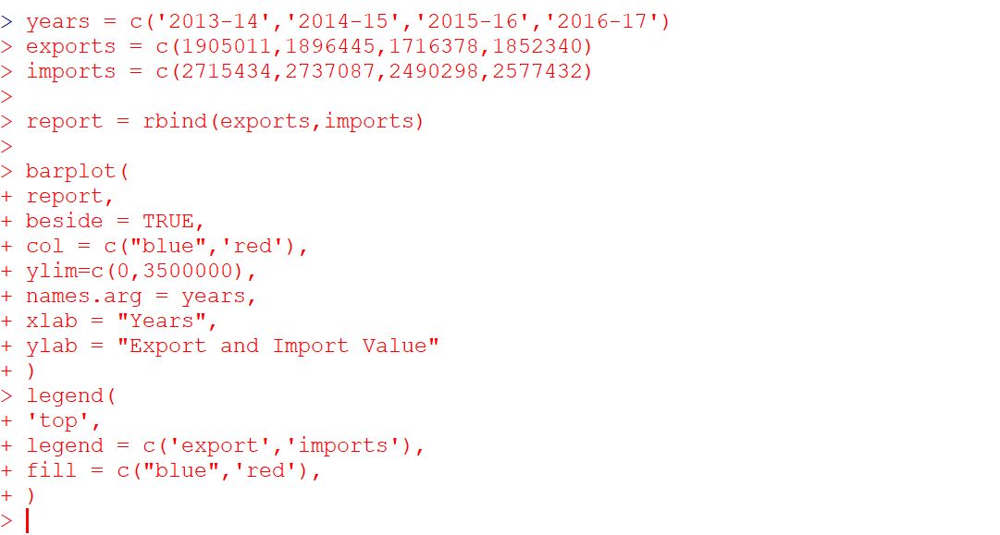 > years = c('2013-14','2014-15','2015-16','2016-17')
> exports = c(1905011,1896445,1716378,1852340)
> imports = c(2715434,2737087,2490298,2577432)
>
> report = rbind(exports,imports)
>
> barplot(
+ report,
+ beside = TRUE,
+ col = c("blue",'red'),
+ ylim=c(0,3500000),
+ names.arg = years,
+ xlab = "Years",
+ ylab = "Export and Import Value"
+ )
> legend(
+ 'top',
+ legend = c('export','imports'),
+ fill = c("blue",'red'),
+ )
>